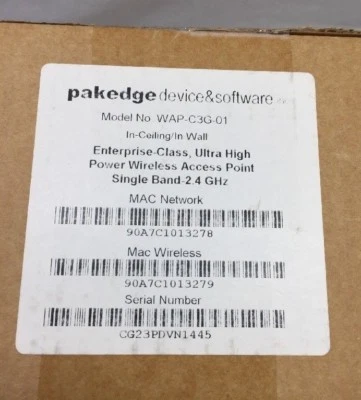 pakedge device&software
Model No. WAP-C3G-01
In-Ceiling/In Wall
Enterprise-Class, Ultra High
Power Wireless Access Point
Single Band-2.4 GHz
MAC Network
90A7C1013278
Mac Wireless
90A7C1013279
Serial Number
CG23PDVN1445